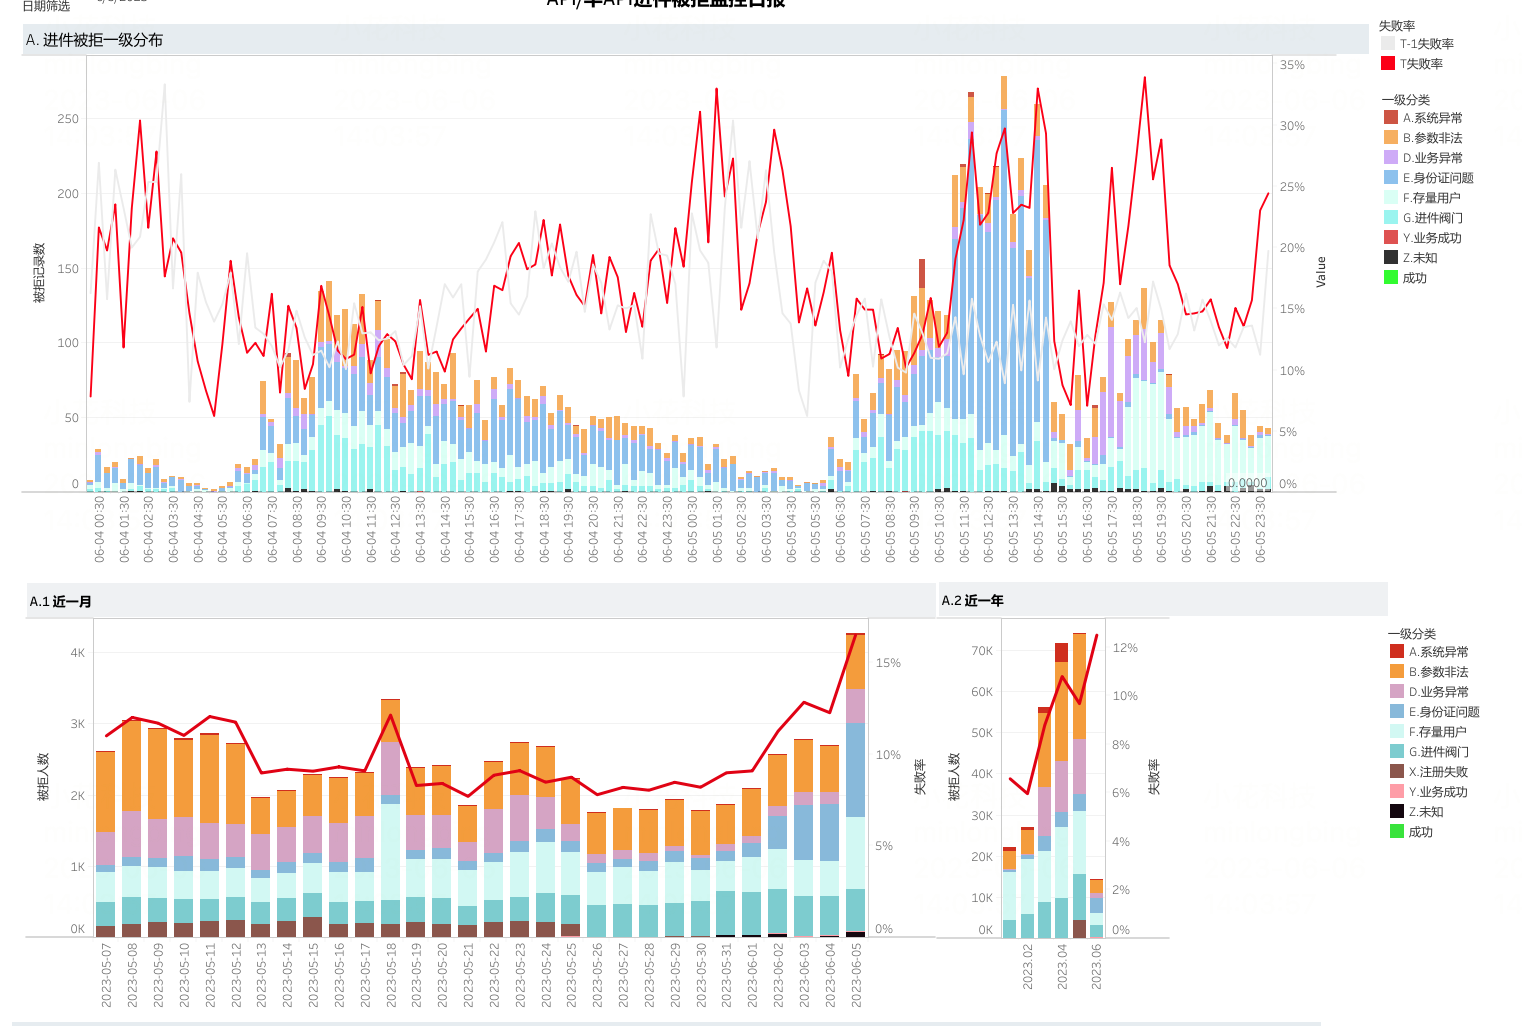 日期筛选
API/单API进件被拒监控日报
A. 进件被拒一级分布
失败率
T-1失败率
T失败率
一级分类
A.系统异常
B.参数非法
D.业务异常
E.身份证问题
F.存量用户
G.进件阀门
Y.业务成功
Z.未知
成功
被拒记录数
250
200
150
100
50
0
35%
30%
25%
20%
15%
10%
5%
0%
Value
0.0000
06-04 00:30
06-04 01:30
06-04 02:30
06-04 03:30
06-04 04:30
06-04 05:30
06-04 06:30
06-04 07:30
06-04 08:30
06-04 09:30
06-04 10:30
06-04 11:30
06-04 12:30
06-04 13:30
06-04 14:30
06-04 15:30
06-04 16:30
06-04 17:30
06-04 18:30
06-04 19:30
06-04 20:30
06-04 21:30
06-04 22:30
06-04 23:30
06-05 00:30
06-05 01:30
06-05 02:30
06-05 03:30
06-05 04:30
06-05 05:30
06-05 06:30
06-05 07:30
06-05 08:30
06-05 09:30
06-05 10:30
06-05 11:30
06-05 12:30
06-05 13:30
06-05 14:30
06-05 15:30
06-05 16:30
06-05 17:30
06-05 18:30
06-05 19:30
06-05 20:30
06-05 21:30
06-05 22:30
06-05 23:30
A.1 近一月
被拒人数
4K
3K
2K
1K
0K
15%
10%
5%
0%
失败率
2023-05-07
2023-05-08
2023-05-09
2023-05-10
2023-05-11
2023-05-12
2023-05-13
2023-05-14
2023-05-15
2023-05-16
2023-05-17
2023-05-18
2023-05-19
2023-05-20
2023-05-21
2023-05-22
2023-05-23
2023-05-24
2023-05-25
2023-05-26
2023-05-27
2023-05-28
2023-05-29
2023-05-30
2023-05-31
2023-06-01
2023-06-02
2023-06-03
2023-06-04
2023-06-05
A.2 近一年
被拒人数
70K
60K
50K
40K
30K
20K
10K
0K
12%
10%
8%
6%
4%
2%
0%
失败率
2023.02
2023.04
2023.06
一级分类
A.系统异常
B.参数非法
D.业务异常
E.身份证问题
F.存量用户
G.进件阀门
X.注册失败
Y.业务成功
Z.未知
成功